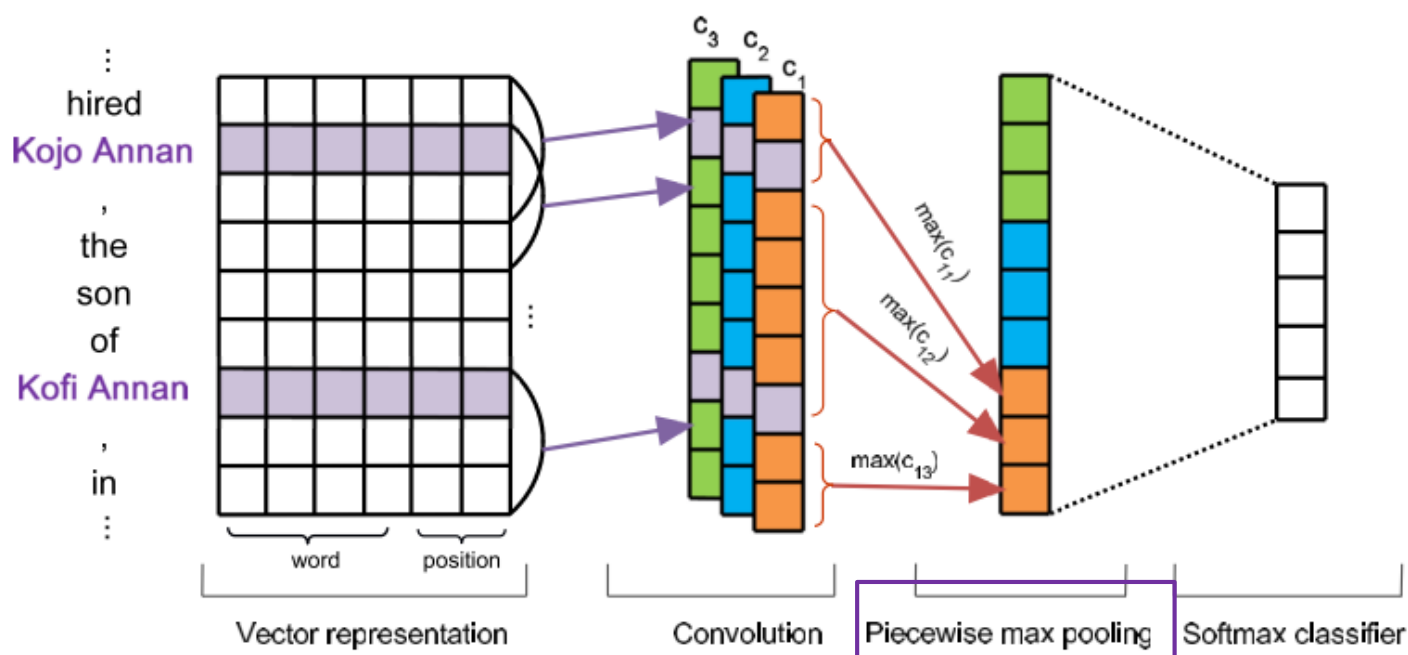 ...
hired
Kojo Annan
,
the
son
of
Kofi Annan
,
in
...
word
position
...
c3
c2
c1
max(c11)
max(c12)
max(c13)
Vector representation
Convolution
Piecewise max pooling
Softmax classifier